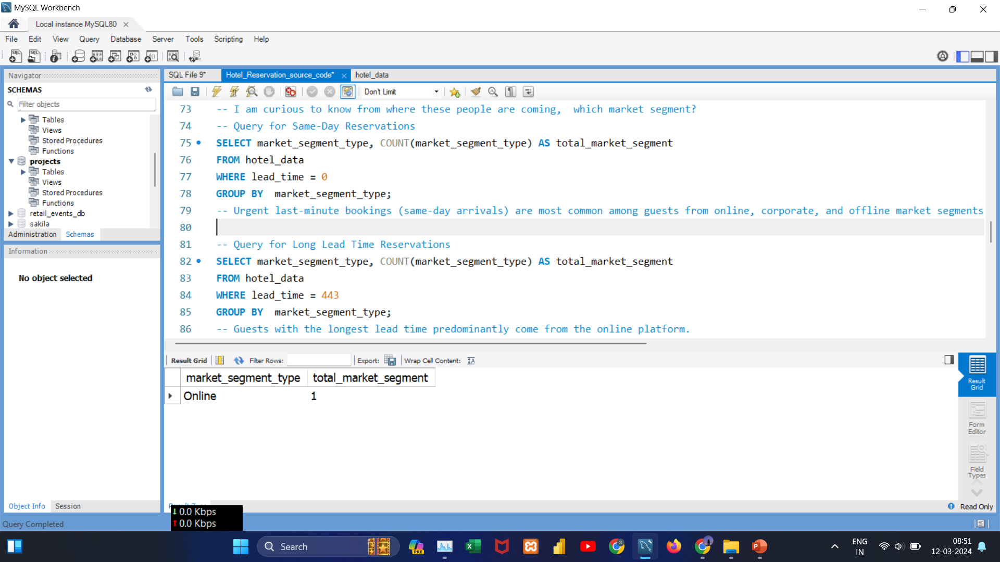 MySQL Workbench
Local instance MySQL80
File Edit View Query Database Server Tools Scripting Help
Navigator
SCHEMAS
Filter objects
Tables
Views
Stored Procedures
Functions
projects
Tables
Views
Stored Procedures
Functions
retail_events_db
sakila
Administration Schemas
Information
No object selected
Object Info Session
Query Completed
SQL File 9* Hotel_Reservation_source_code* hotel_data
Don't Limit
73 -- I am curious to know from where these people are coming,  which market segment?
74 -- Query for Same-Day Reservations
75 SELECT market_segment_type, COUNT(market_segment_type) AS total_market_segment
76 FROM hotel_data
77 WHERE lead_time = 0
78 GROUP BY  market_segment_type;
79 -- Urgent last-minute bookings (same-day arrivals) are most common among guests from online, corporate, and offline market segments
80
81 -- Query for Long Lead Time Reservations
82 SELECT market_segment_type, COUNT(market_segment_type) AS total_market_segment
83 FROM hotel_data
84 WHERE lead_time = 443
85 GROUP BY  market_segment_type;
86 -- Guests with the longest lead time predominantly come from the online platform.
Result Grid Filter Rows: Export: Wrap Cell Content:
market_segment_type total_market_segment
Online 1
Result Grid
Form Editor
Field Types
Read Only
0.0 Kbps
0.0 Kbps
Search
PRE
ENG
IN
08:51
12-03-2024